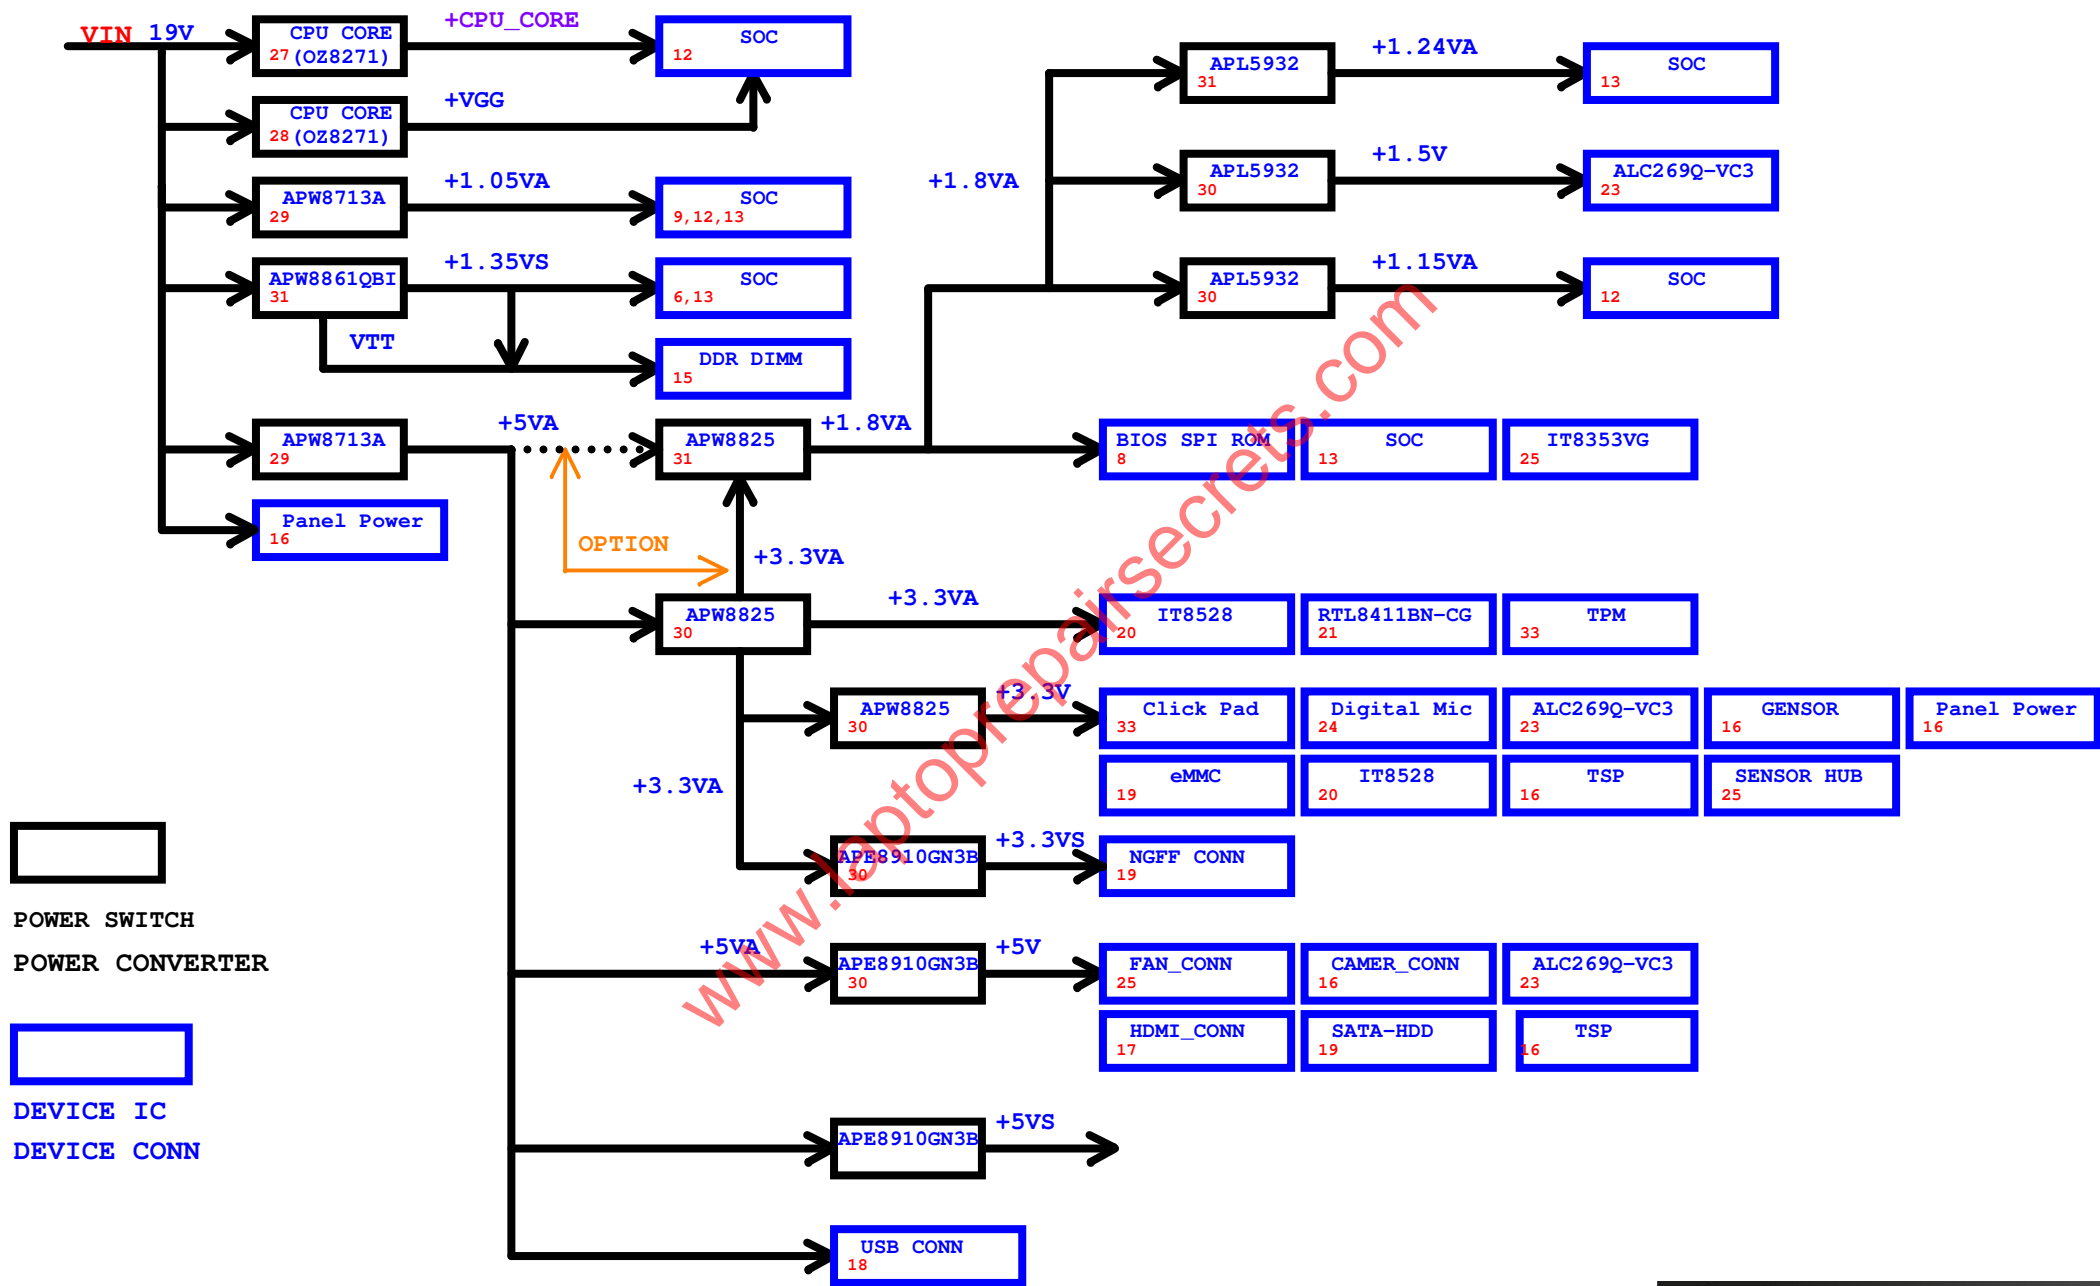 VIN 19V
CPU CORE
27 (OZ8271)
+CPU_CORE
SOC
12
CPU CORE
28 (OZ8271)
+VGG
APW8713A
29
+1.05VA
SOC
9,12,13
APW8861QBI
31
+1.35VS
SOC
6,13
VTT
DDR DIMM
15
APW8713A
29
+5VA
APW8825
31
+1.8VA
Panel Power
16
OPTION
+3.3VA
+1.8VA
APL5932
31
+1.24VA
SOC
13
APL5932
30
+1.5V
ALC269Q-VC3
23
APL5932
30
+1.15VA
SOC
12
BIOS SPI ROM
8
SOC
13
IT8353VG
25
APW8825
30
+3.3VA
IT8528
20
RTL8411BN-CG
21
TPM
33
APW8825
30
+3.3V
Click Pad
33
Digital Mic
24
ALC269Q-VC3
23
GENSOR
16
Panel Power
16
+3.3VA
eMMC
19
IT8528
20
TSP
16
SENSOR HUB
25
APE8910GN3B
30
+3.3VS
NGFF CONN
19
+5VA
APE8910GN3B
30
+5V
FAN_CONN
25
CAMER_CONN
16
ALC269Q-VC3
23
HDMI_CONN
17
SATA-HDD
19
TSP
16
APE8910GN3B
+5VS
USB CONN
18
POWER SWITCH
POWER CONVERTER
DEVICE IC
DEVICE CONN
www.laptoprepairsecrets.com